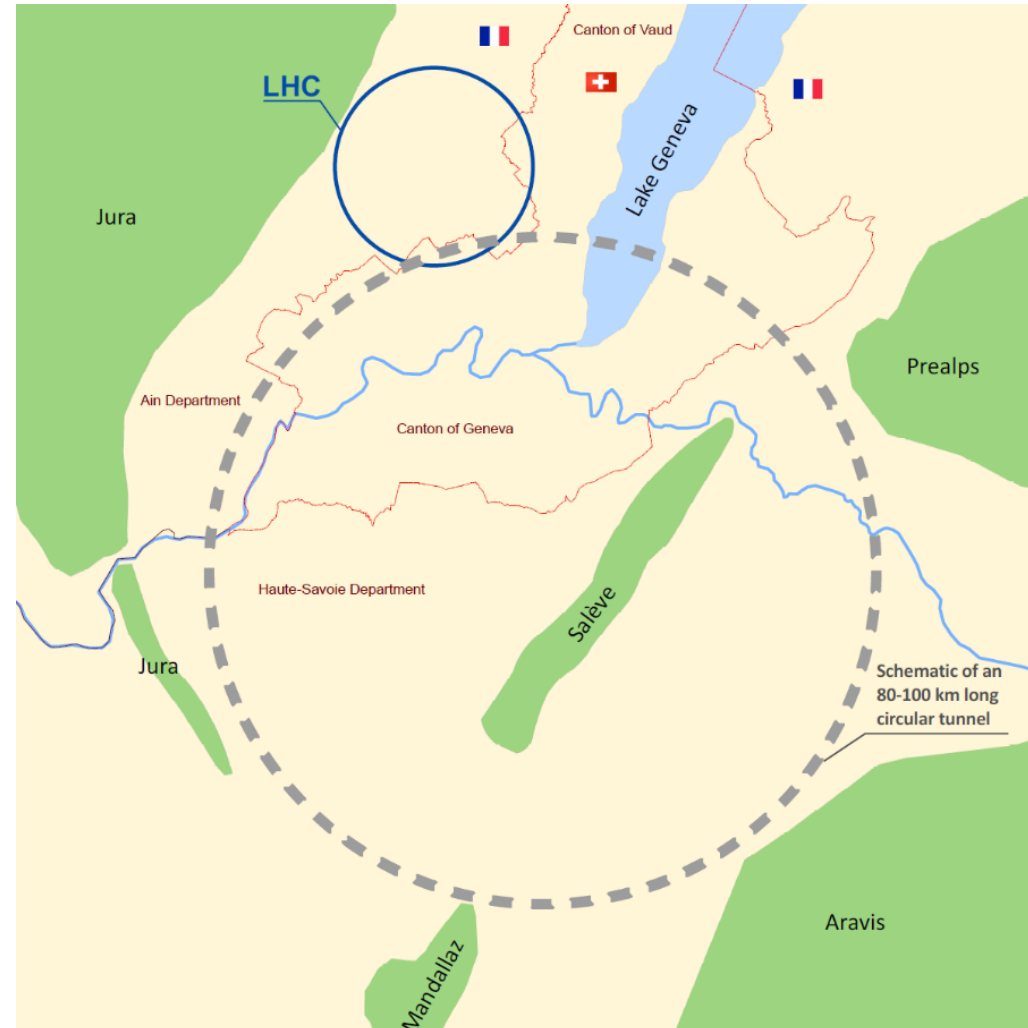 Canton of Vaud
LHC
Lake Geneva
Jura
Prealps
Ain Department
Canton of Geneva
Haute-Savoie Department
Salève
Jura
Schematic of an
80-100 km long
circular tunnel
Aravis
Mandallaz